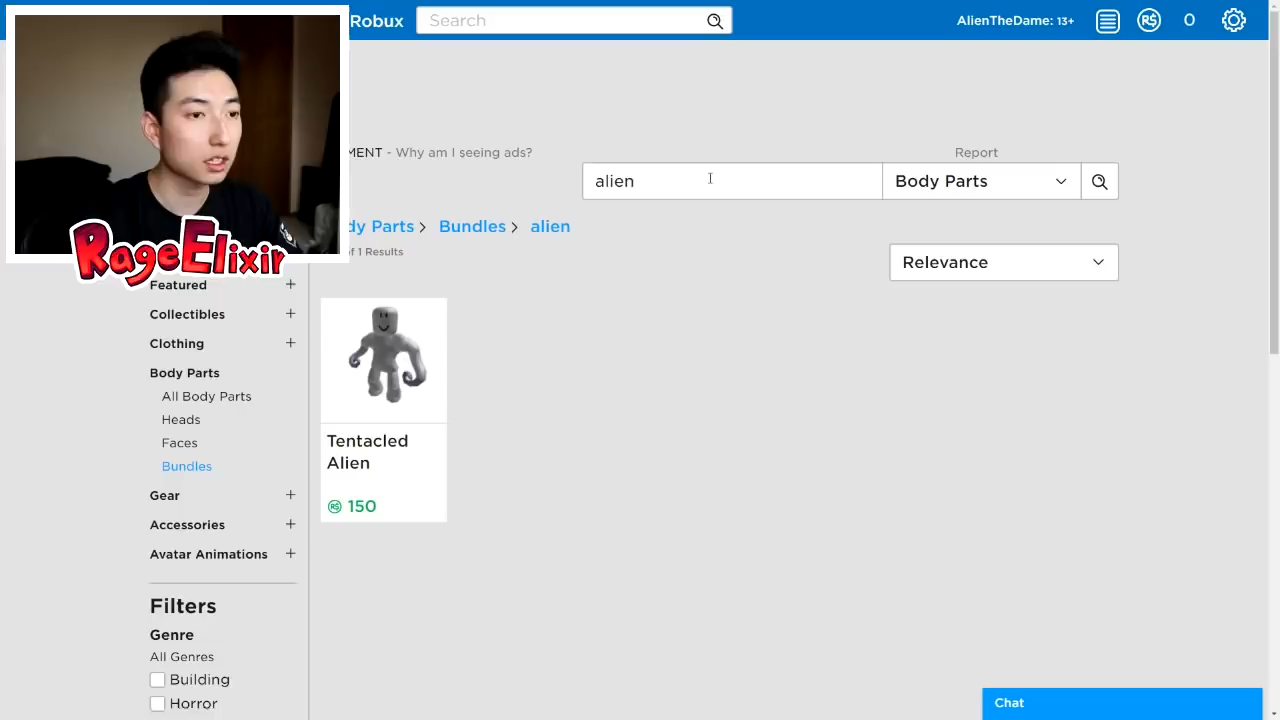 Robux
Search
AlienTheDame: 13+
0
MENT - Why am I seeing ads?
Report
alien
Body Parts
dy Parts > Bundles > alien
of 1 Results
Relevance
RageElixir
Featured +
Collectibles +
Clothing +
Body Parts
All Body Parts
Heads
Faces
Bundles
Gear +
Accessories +
Avatar Animations +
Tentacled
Alien
R$ 150
Filters
Genre
All Genres
Building
Horror
Chat